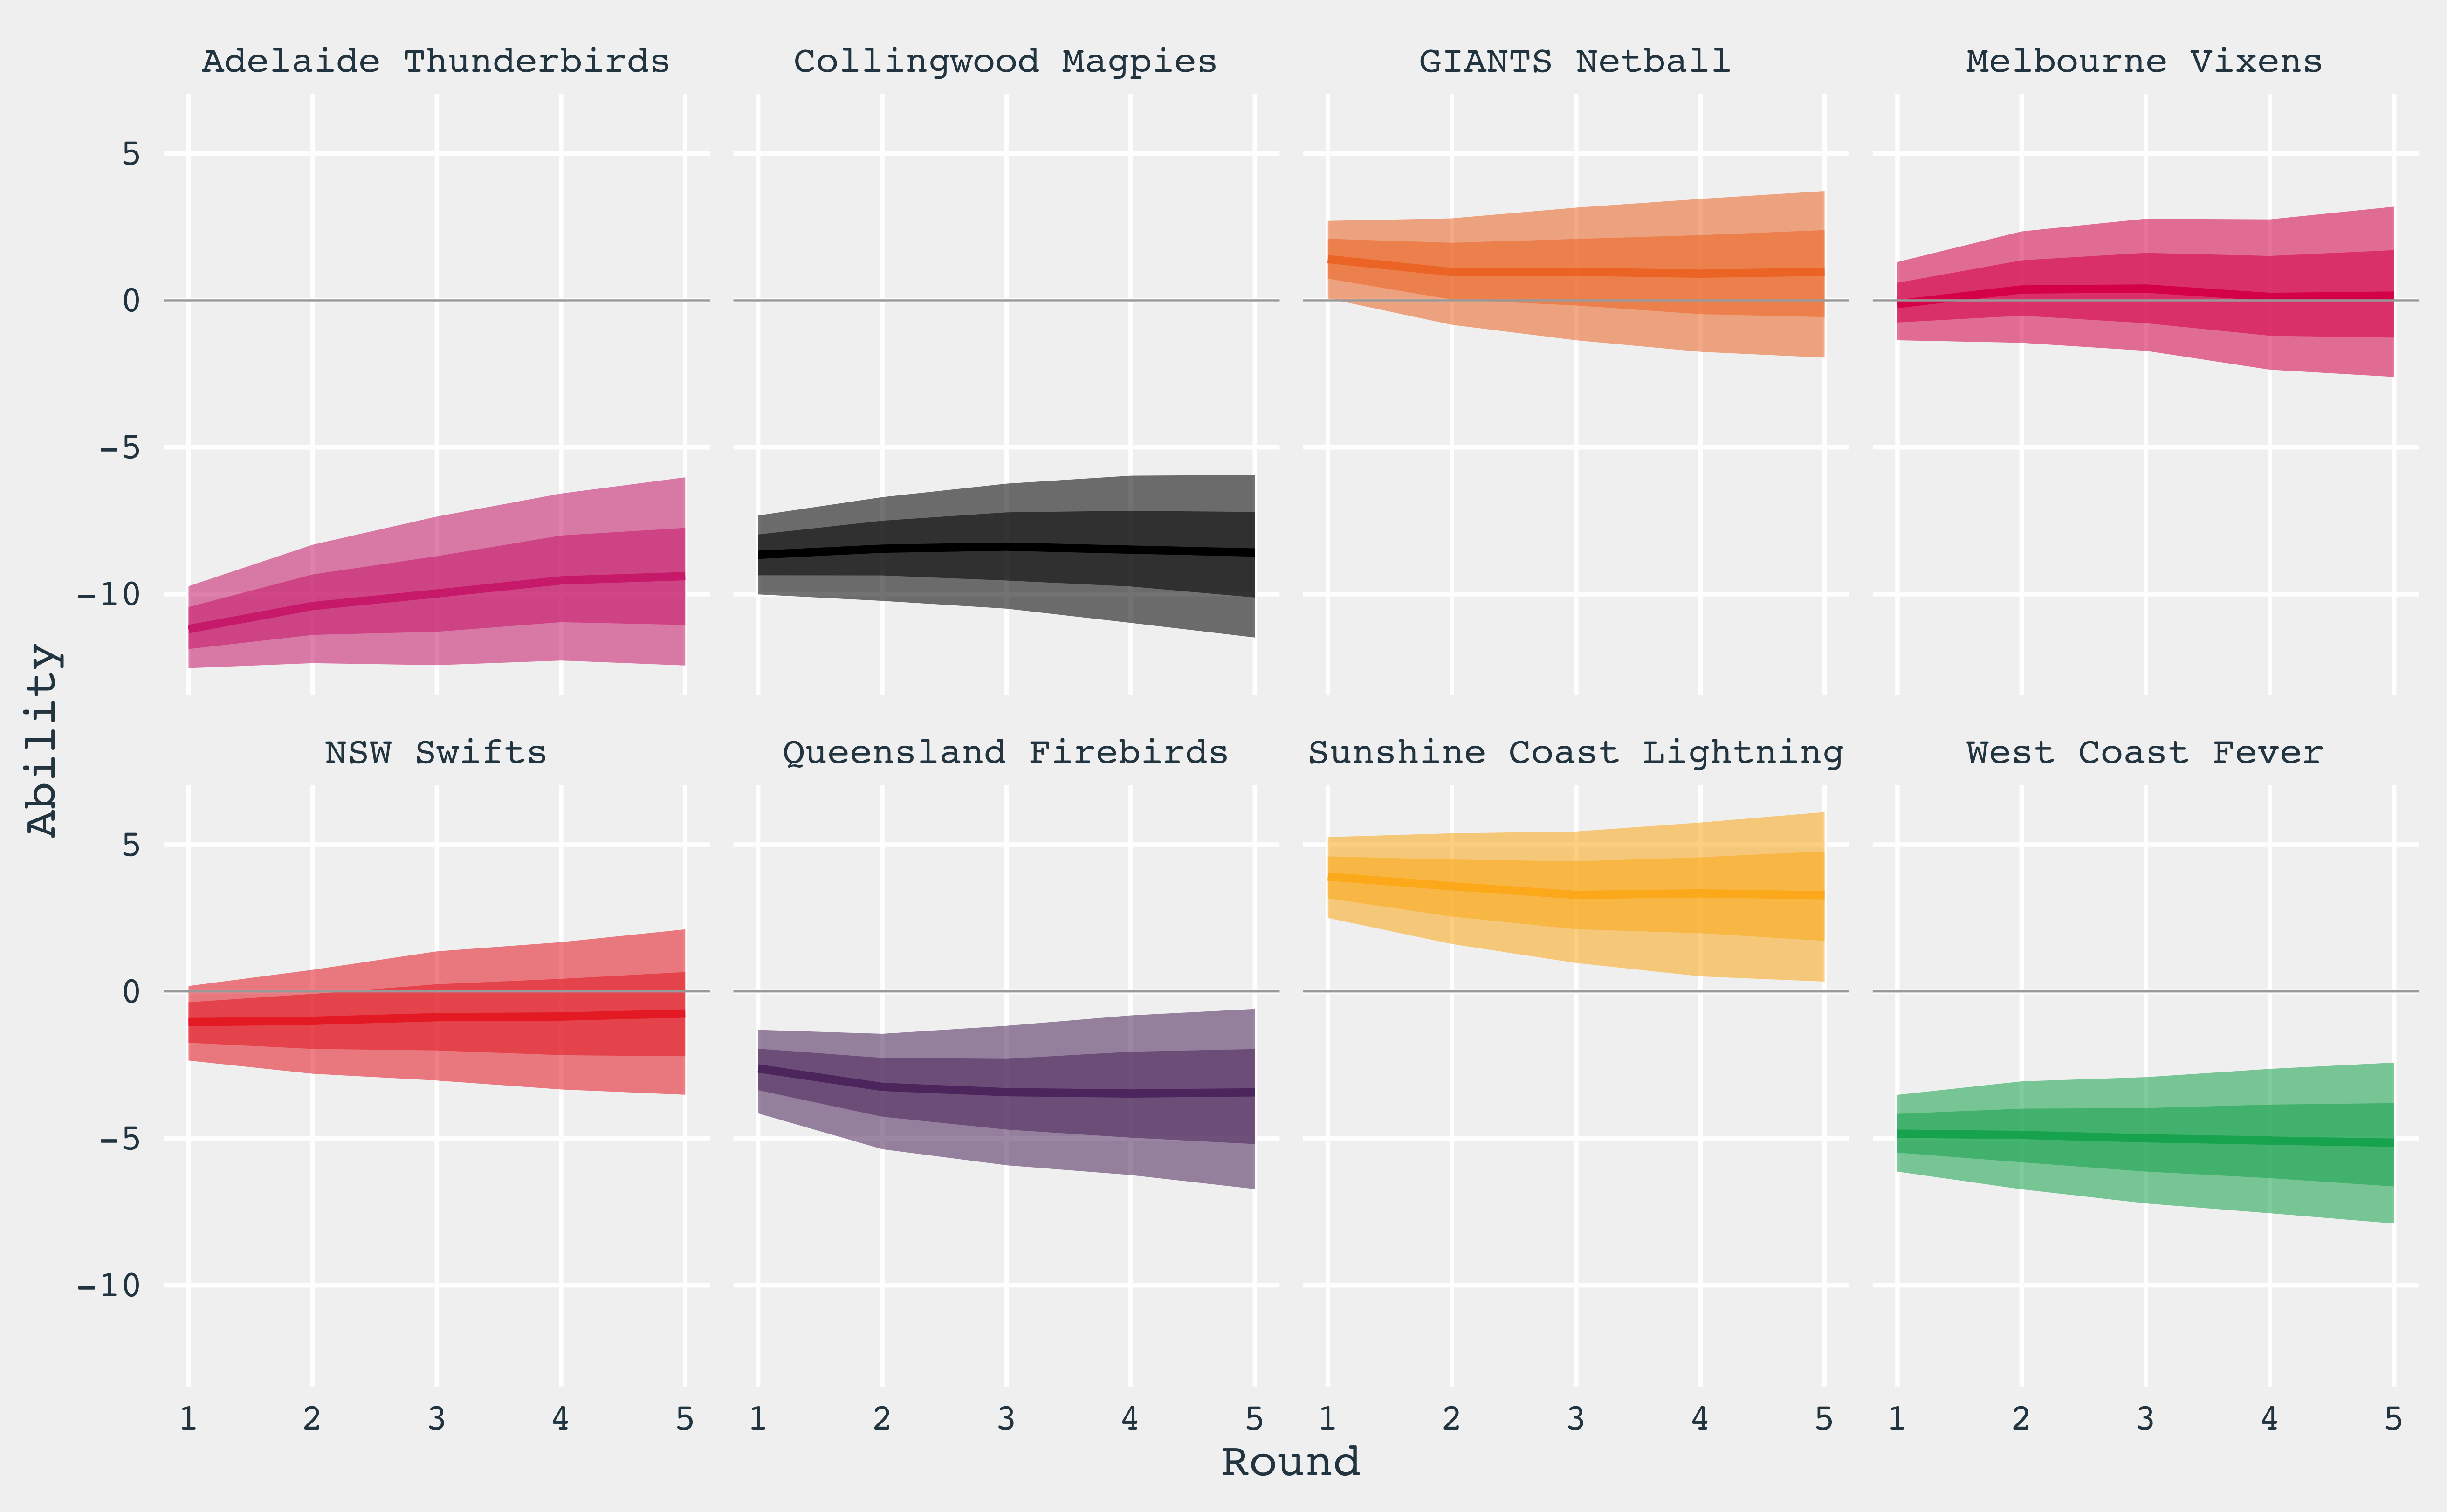 Adelaide Thunderbirds Collingwood Magpies GIANTS Netball Melbourne Vixens
5
0
-5
-10
Ability
NSW Swifts Queensland Firebirds Sunshine Coast Lightning West Coast Fever
5
0
-5
-10
1 2 3 4 5 1 2 3 4 5 1 2 3 4 5 1 2 3 4 5
Round